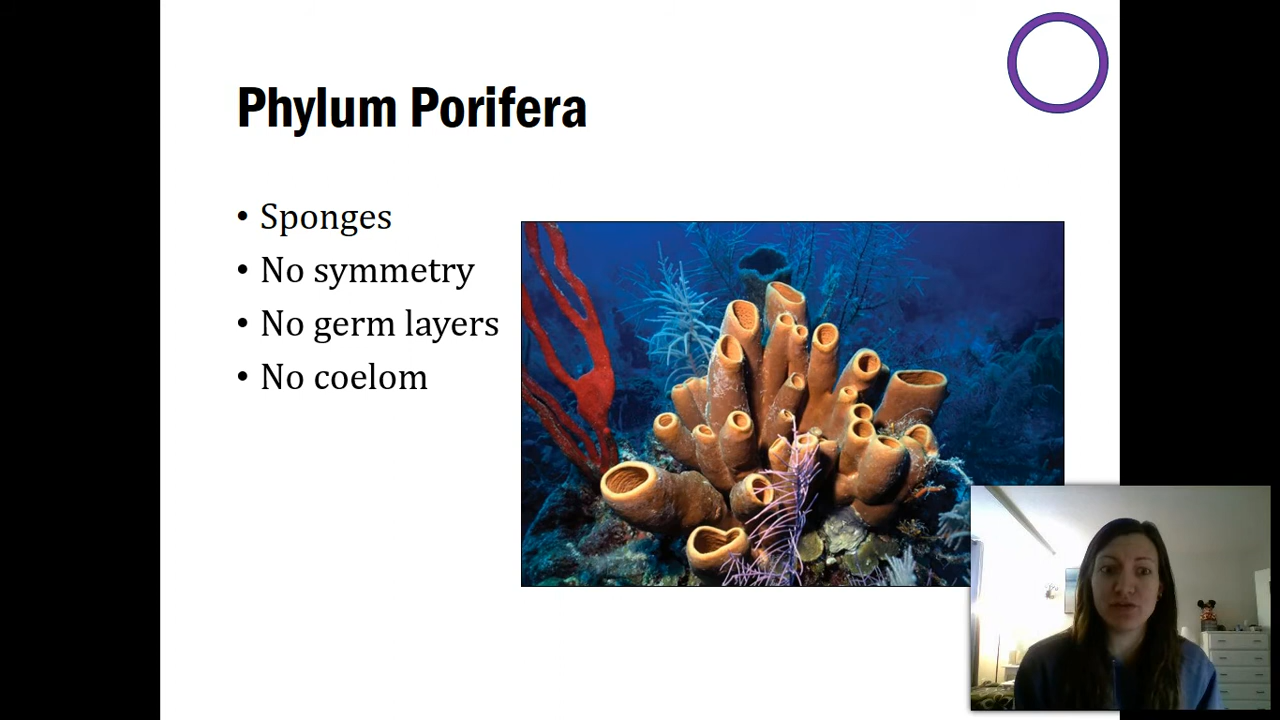 Phylum Porifera
• Sponges
• No symmetry
• No germ layers
• No coelom